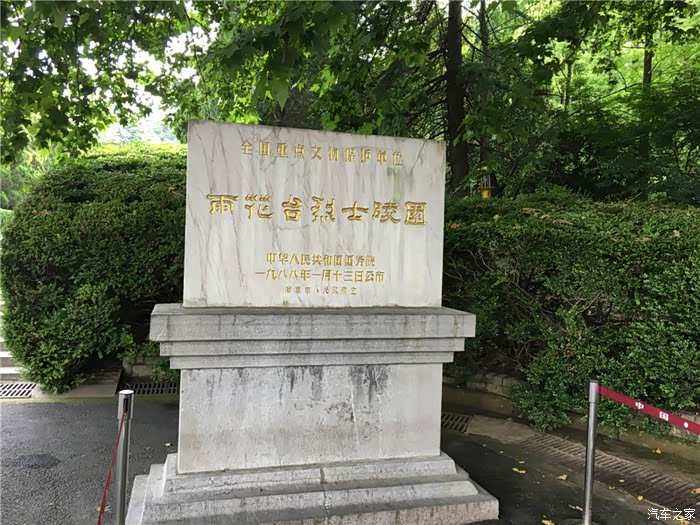 全国重点文物保护单位
雨花台烈士陵园
中华人民共和国国务院
一九八八年一月十三日公布
南京市人民政府立
中国
汽车之家